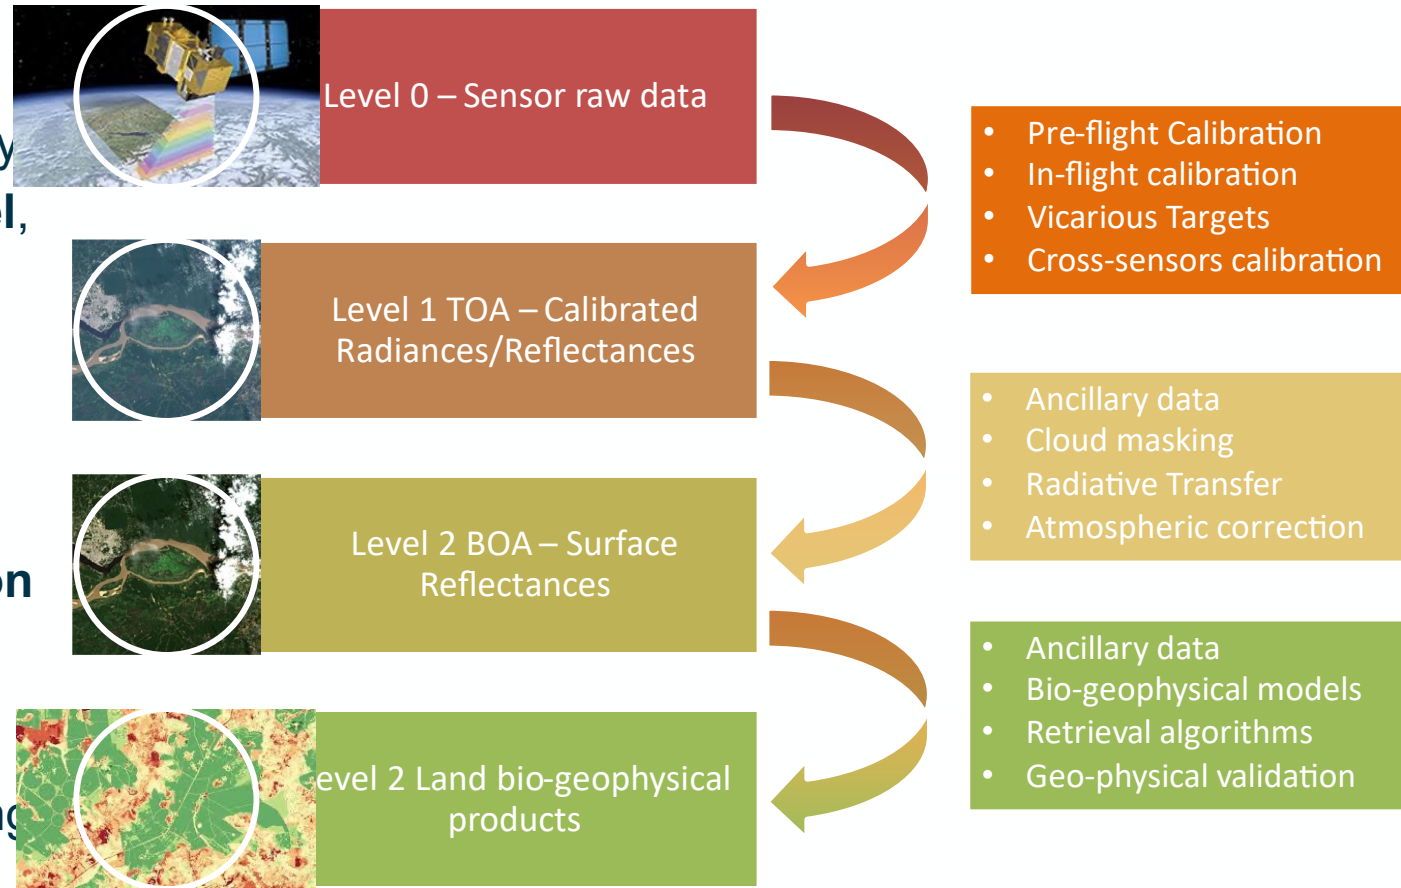 Level 0 – Sensor raw data
• Pre-flight Calibration
• In-flight calibration
• Vicarious Targets
• Cross-sensors calibration
Level 1 TOA – Calibrated
Radiances/Reflectances
• Ancillary data
• Cloud masking
• Radiative Transfer
• Atmospheric correction
Level 2 BOA – Surface
Reflectances
• Ancillary data
• Bio-geophysical models
• Retrieval algorithms
• Geo-physical validation
evel 2 Land bio-geophysical
products